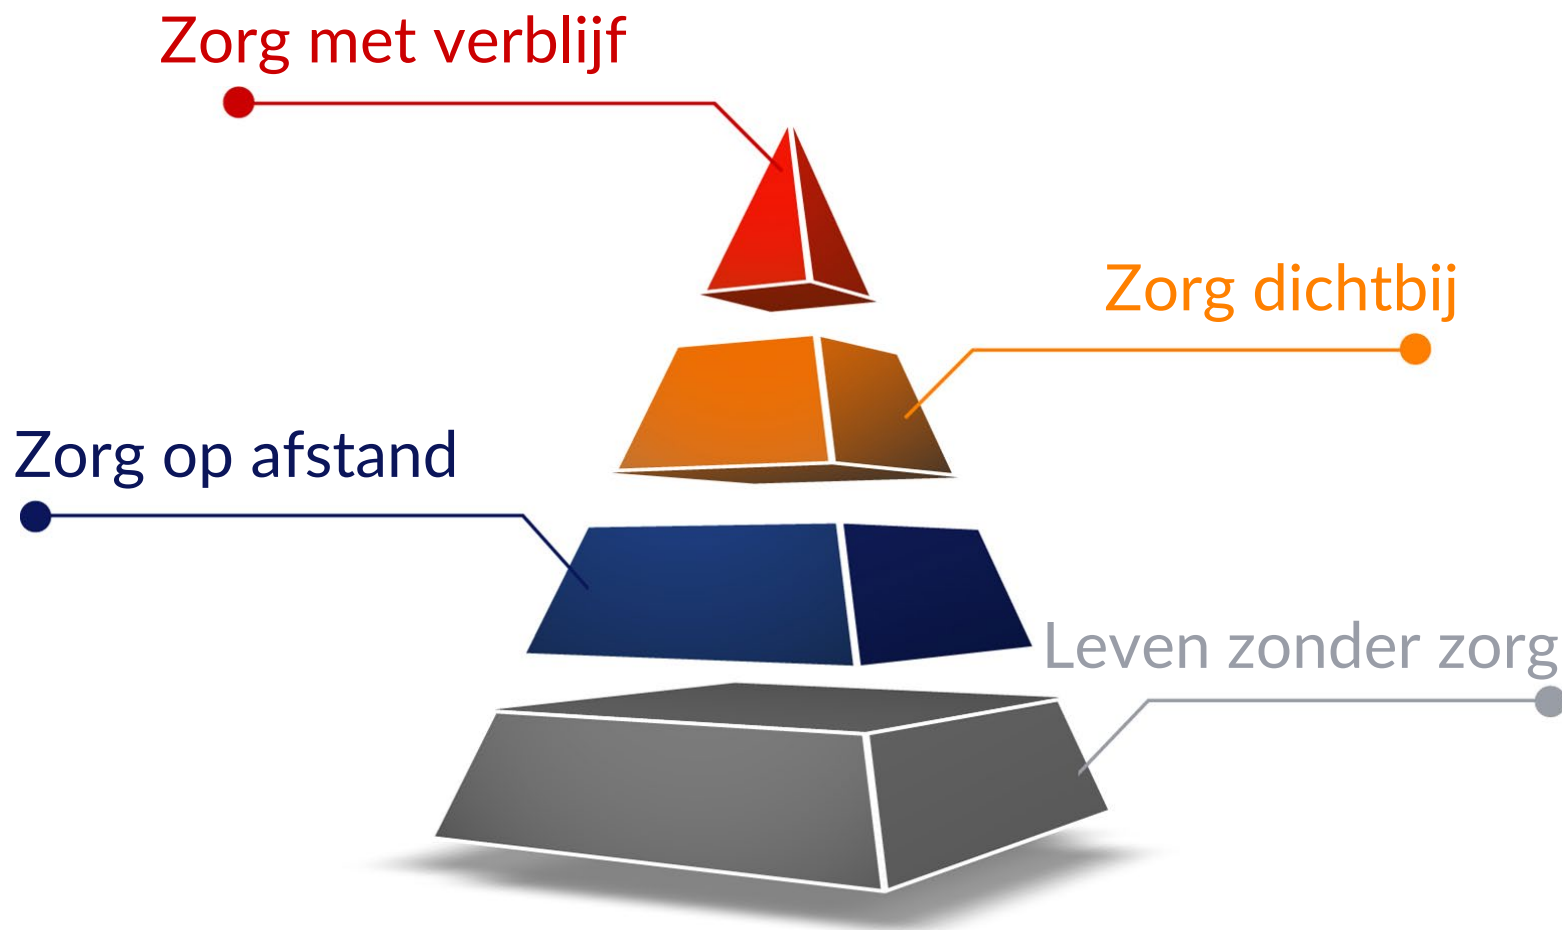 Zorg met verblijf
Zorg dichtbij
Zorg op afstand
Leven zonder zorg